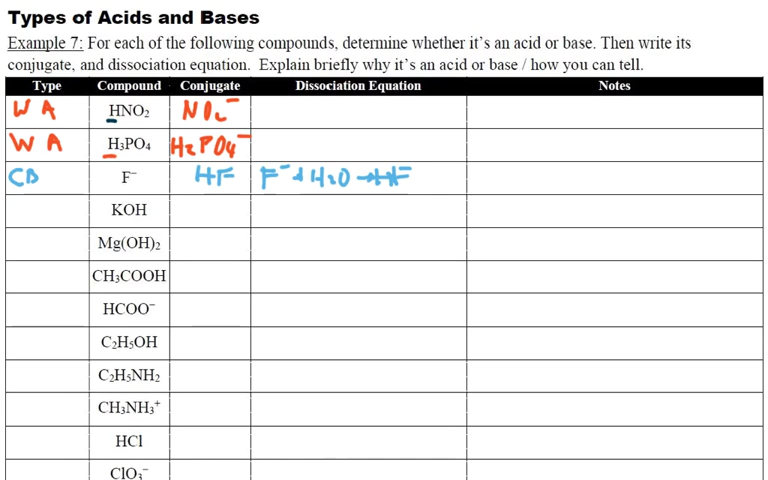 Types of Acids and Bases
Example 7: For each of the following compounds, determine whether it's an acid or base. Then write its
conjugate, and dissociation equation. Explain briefly why it's an acid or base / how you can tell.
Type Compound Conjugate Dissociation Equation Notes
W A HNO₂ NO₂⁻
W A H₃PO₄ H₂PO₄⁻
CB F⁻ HF F⁻ + H₂O → HF
KOH
Mg(OH)₂
CH₃COOH
HCOO⁻
C₂H₅OH
C₂H₅NH₂
CH₃NH₃⁺
HCl
ClO₃⁻